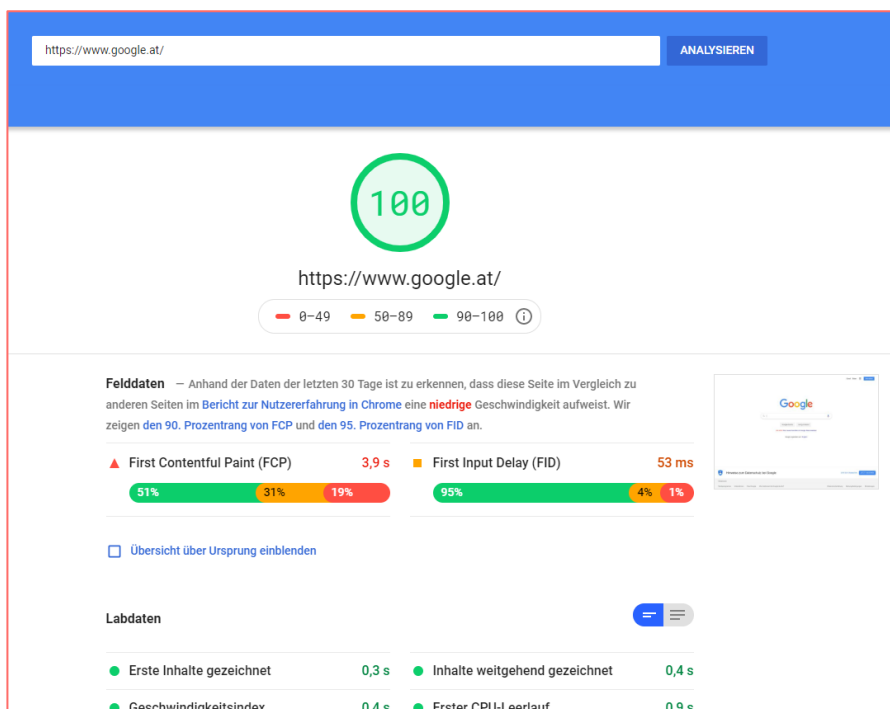 https://www.google.at/
ANALYSIEREN
100
https://www.google.at/
0–49 50–89 90–100
Felddaten — Anhand der Daten der letzten 30 Tage ist zu erkennen, dass diese Seite im Vergleich zu
anderen Seiten im Bericht zur Nutzererfahrung in Chrome eine niedrige Geschwindigkeit aufweist. Wir
zeigen den 90. Prozentrang von FCP und den 95. Prozentrang von FID an.
Google
First Contentful Paint (FCP) 3,9 s
51% 31% 19%
First Input Delay (FID) 53 ms
95% 4% 1%
Übersicht über Ursprung einblenden
Labdaten
Erste Inhalte gezeichnet 0,3 s
Inhalte weitgehend gezeichnet 0,4 s
Geschwindigkeitsindex 0,4 s
Erster CPU-Leerlauf 0,9 s